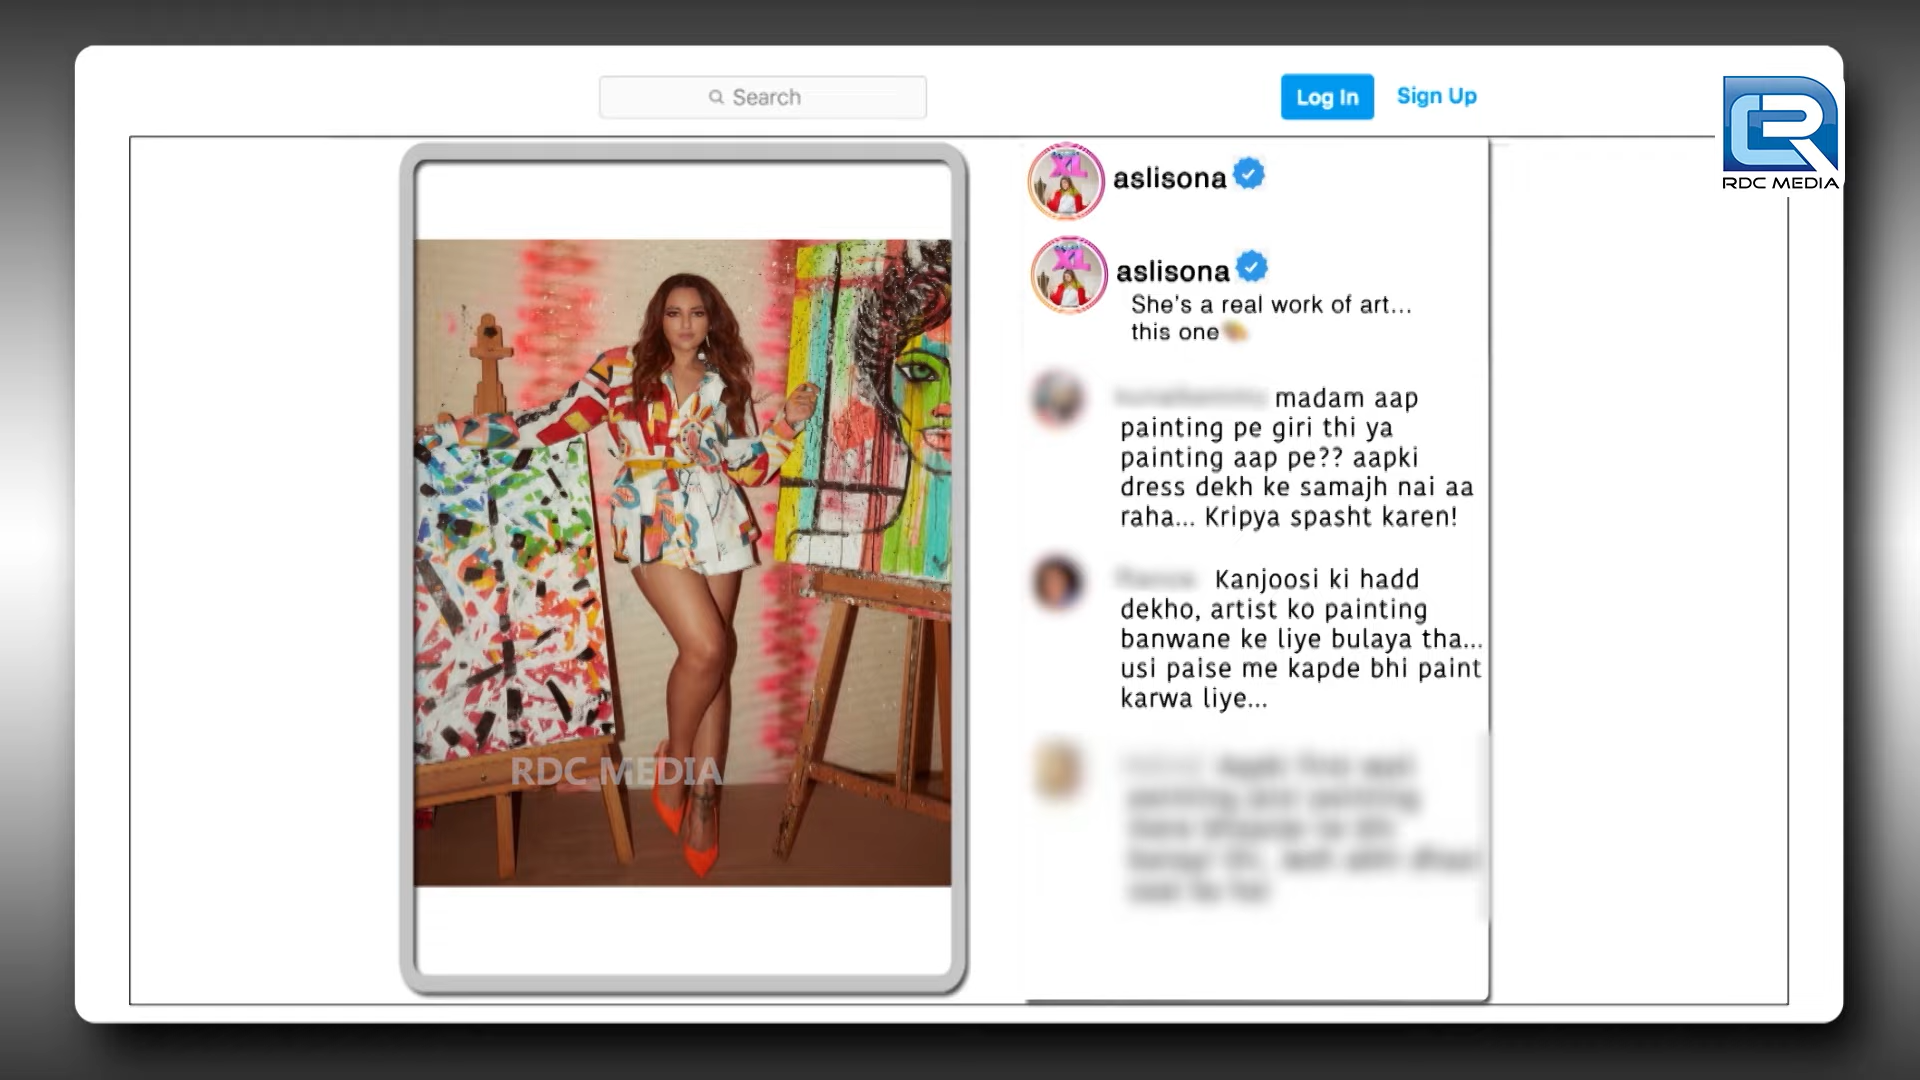 Search
Log In
Sign Up
RDC MEDIA
XL
aslisona
XL
aslisona
She's a real work of art...
this one
madam aap
painting pe giri thi ya
painting aap pe?? aapki
dress dekh ke samajh nai aa
raha... Kripya spasht karen!
Kanjoosi ki hadd
dekho, artist ko painting
banwane ke liye bulaya tha...
usi paise me kapde bhi paint
karwa liye...
RDC MEDIA